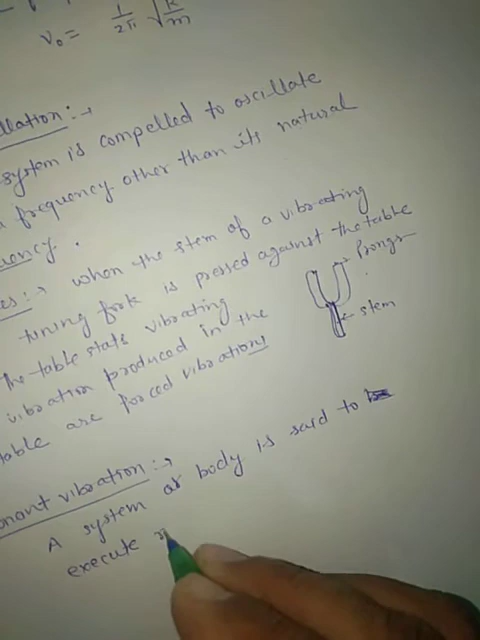 ν₀ = 1/2π √k/m
llation :→
system is compelled to oscillate
a frequency other than its natural
uency .
es :→ when the stem of a vibrating
tuning fork is pressed against the table
The table state vibrating
vibration produced in the
table are forced vibrations
Prongs
stem
onant vibration :→
A system or body is said to
execute